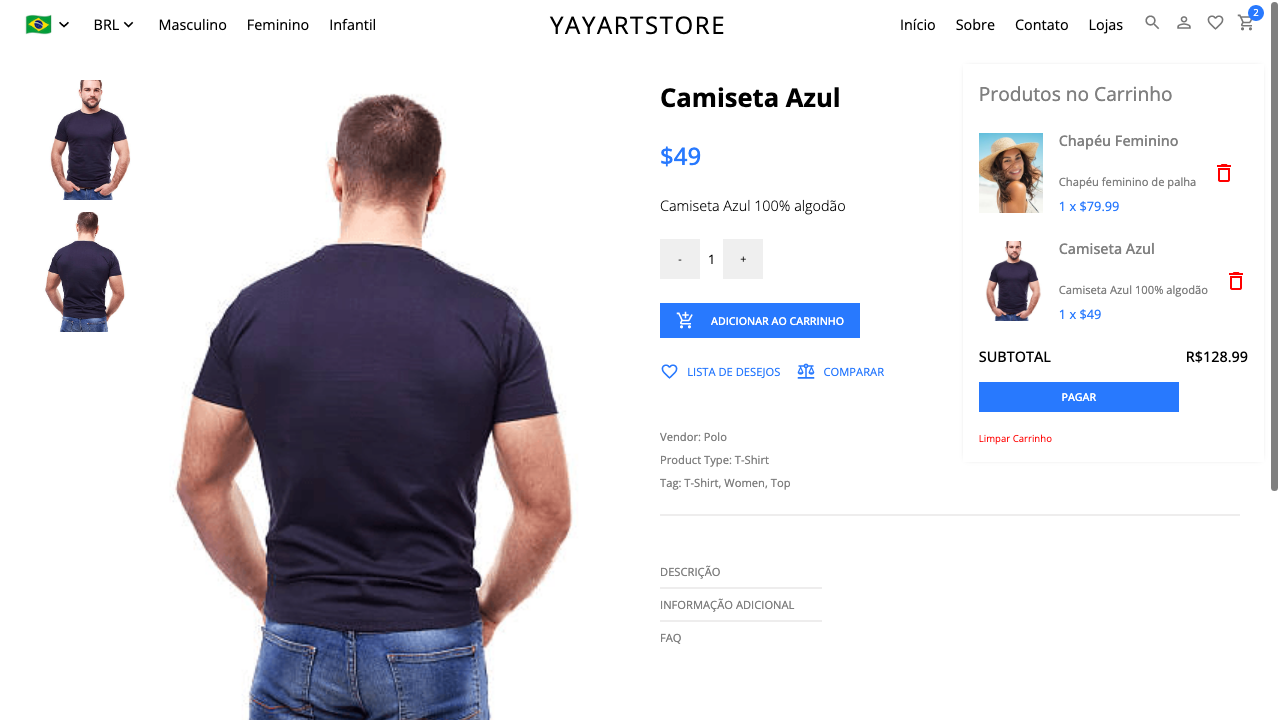 BRL
Masculino
Feminino
Infantil
YAYARTSTORE
Início
Sobre
Contato
Lojas
2
Camiseta Azul
$49
Camiseta Azul 100% algodão
- 1 +
ADICIONAR AO CARRINHO
LISTA DE DESEJOS
COMPARAR
Vendor: Polo
Product Type: T-Shirt
Tag: T-Shirt, Women, Top
DESCRIÇÃO
INFORMAÇÃO ADICIONAL
FAQ
Produtos no Carrinho
Chapéu Feminino
Chapéu feminino de palha
1 x $79.99
Camiseta Azul
Camiseta Azul 100% algodão
1 x $49
SUBTOTAL R$128.99
PAGAR
Limpar Carrinho